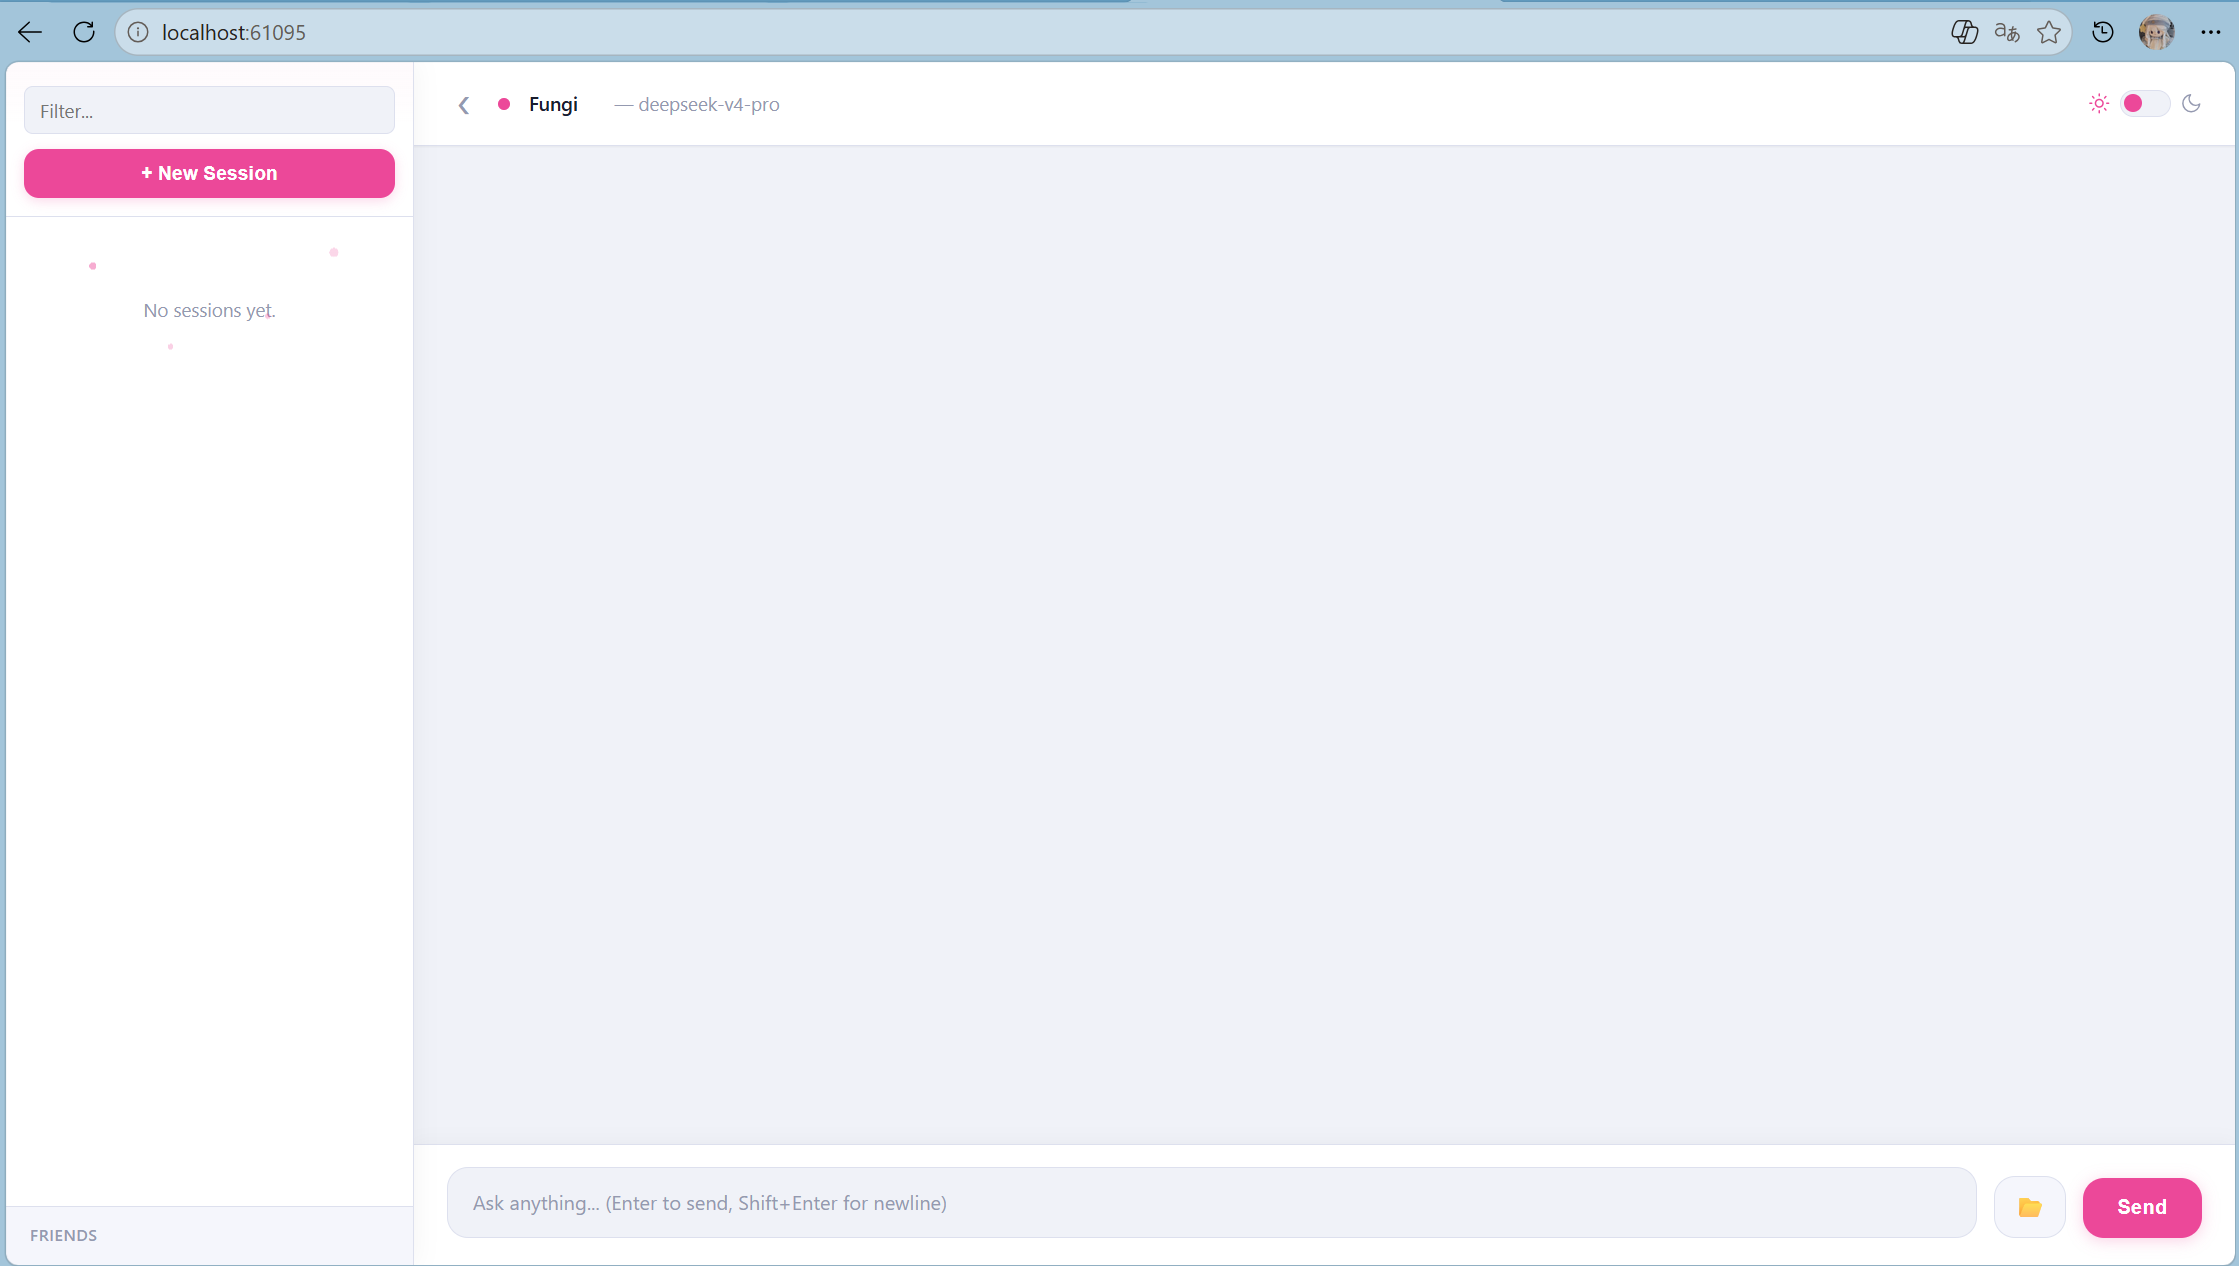 localhost:61095
Filter...
+ New Session
No sessions yet.
FRIENDS
Fungi — deepseek-v4-pro
Ask anything... (Enter to send, Shift+Enter for newline)
Send